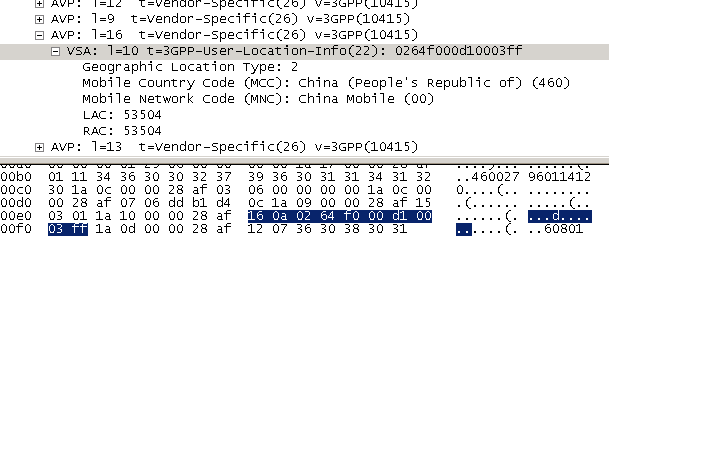 AVP: l=12 t=Vendor-Specific(26) v=3GPP(10415)
AVP: l=9 t=Vendor-Specific(26) v=3GPP(10415)
AVP: l=16 t=Vendor-Specific(26) v=3GPP(10415)
VSA: l=10 t=3GPP-User-Location-Info(22): 0264f000d10003ff
Geographic Location Type: 2
Mobile Country Code (MCC): China (People's Republic of) (460)
Mobile Network Code (MNC): China Mobile (00)
LAC: 53504
RAC: 53504
AVP: l=13 t=Vendor-Specific(26) v=3GPP(10415)
00b0 01 11 34 36 30 30 32 37 39 36 30 31 31 34 31 32 ..460027 96011412
00c0 30 1a 0c 00 00 28 af 03 06 00 00 00 00 1a 0c 00 0....(.. ........
00d0 00 28 af 07 06 dd b1 d4 0c 1a 09 00 00 28 af 15 .(...... .....(..
00e0 03 01 1a 10 00 00 28 af 16 0a 02 64 f0 00 d1 00 ......(. ...d....
00f0 03 ff 1a 0d 00 00 28 af 12 07 36 30 38 30 31 ......(. ..60801